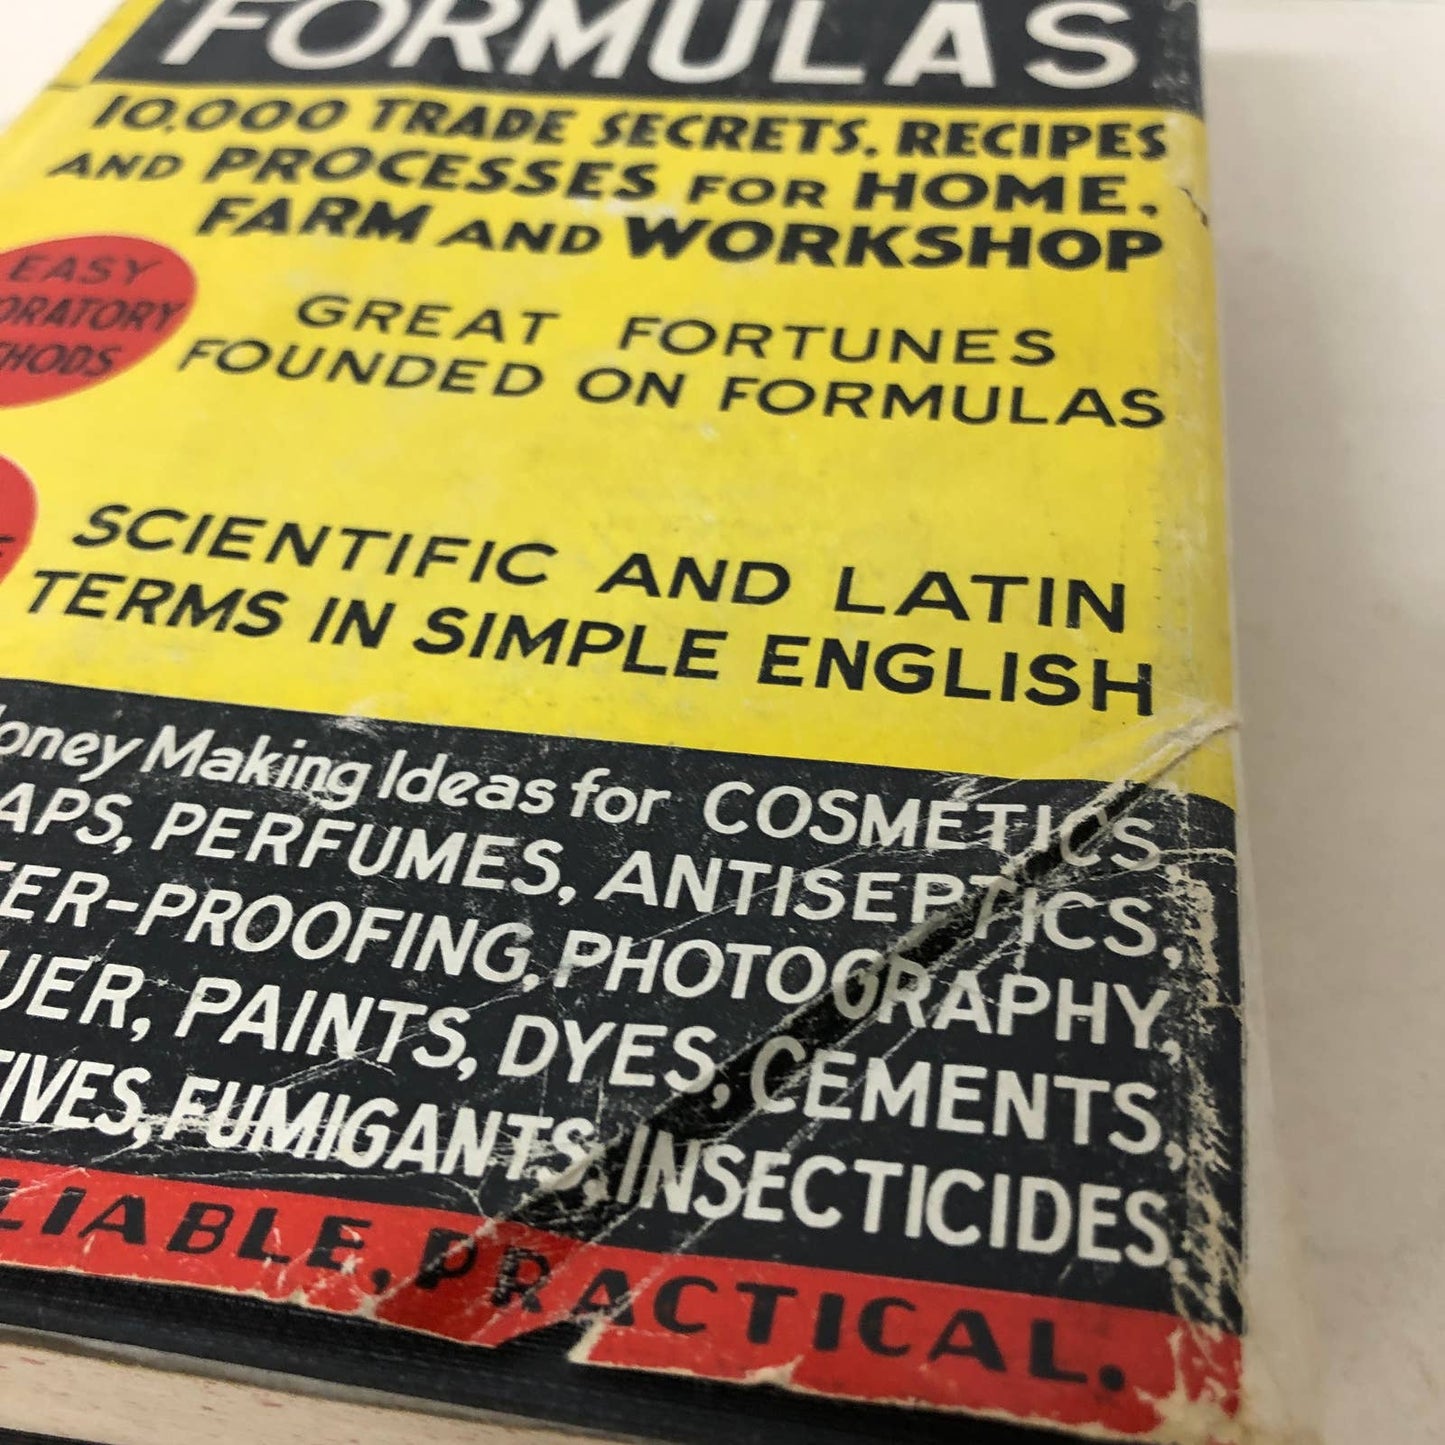 FORMULAS
10,000 TRADE SECRETS, RECIPES
AND PROCESSES FOR HOME,
FARM AND WORKSHOP
EASY
ORATORY
HODS
GREAT FORTUNES
FOUNDED ON FORMULAS
SCIENTIFIC AND LATIN
TERMS IN SIMPLE ENGLISH
oney Making Ideas for COSMETICS,
APS, PERFUMES, ANTISEPTICS,
ER-PROOFING, PHOTOGRAPHY,
UER, PAINTS, DYES, CEMENTS,
IVES, FUMIGANTS, INSECTICIDES.
LIABLE, PRACTICAL.